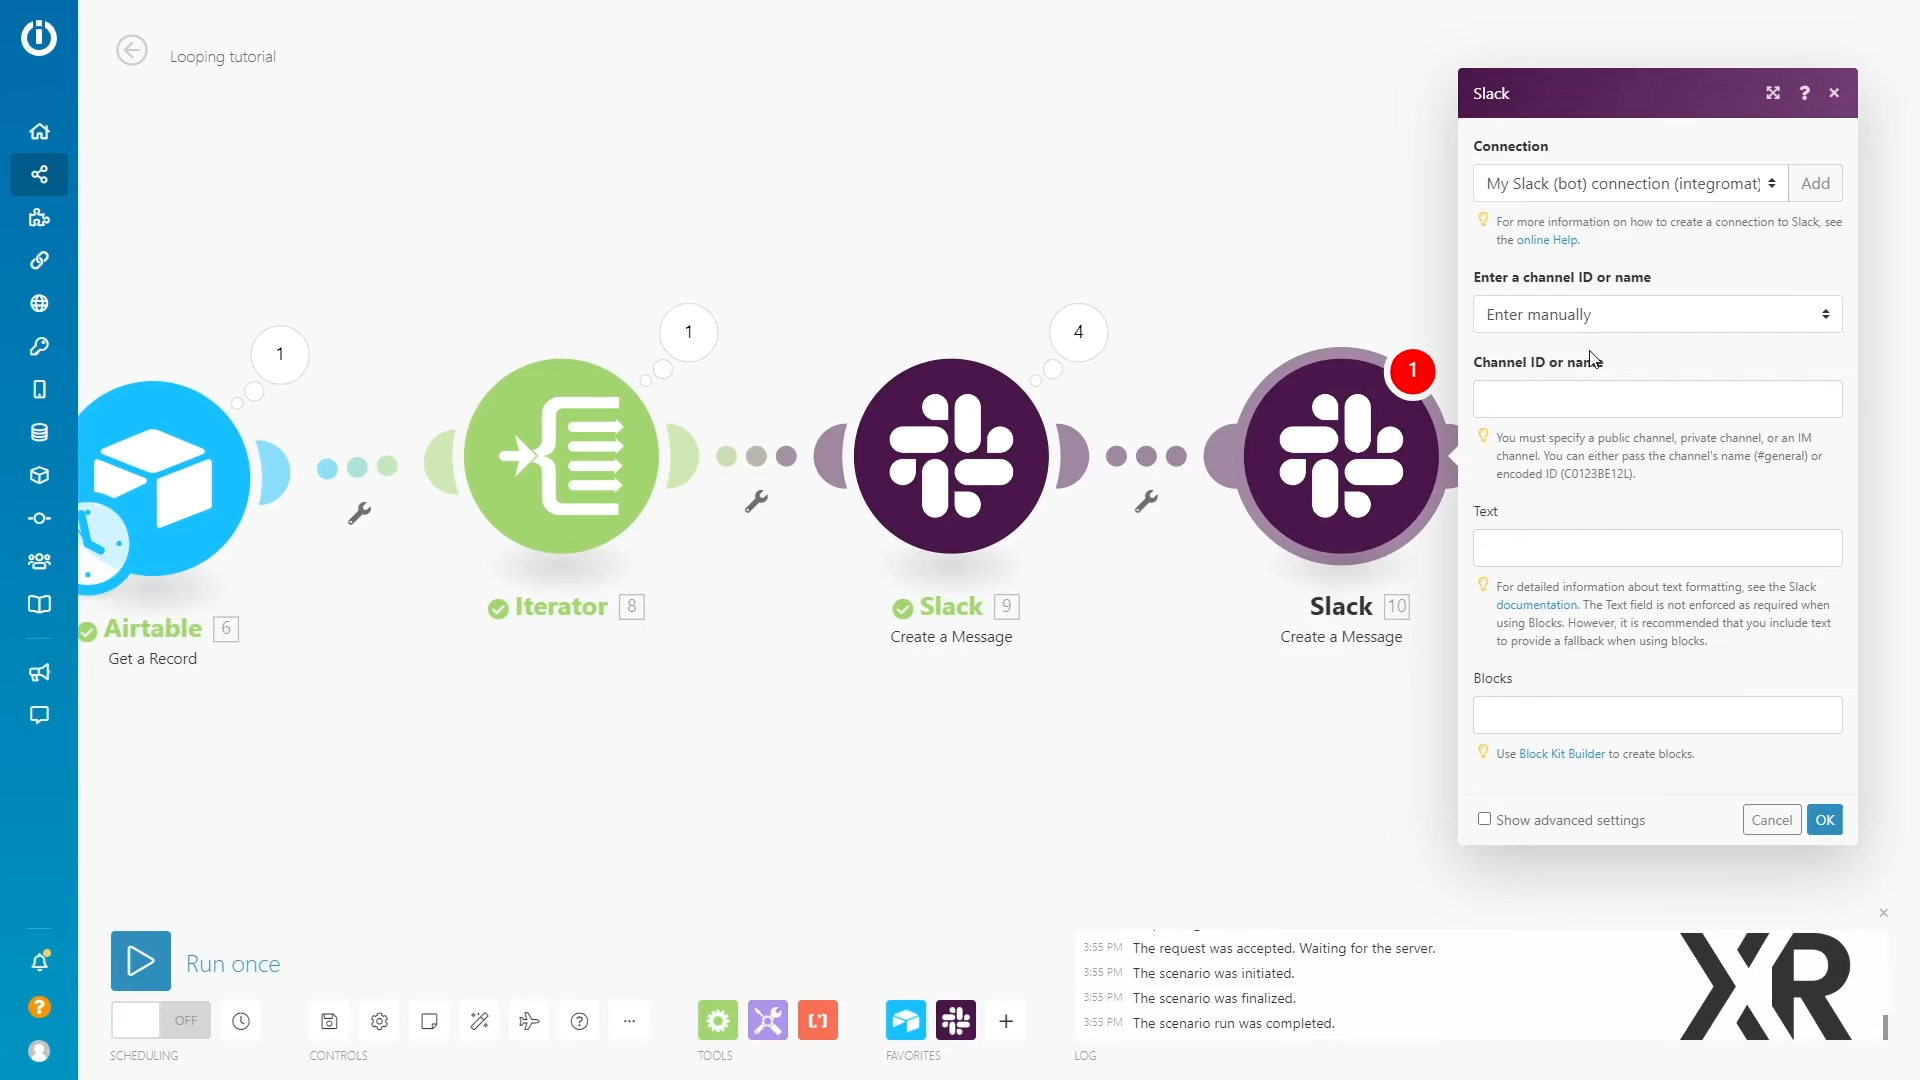 Looping tutorial
Slack
?
Connection
My Slack (bot) connection (integromat)
Add
For more information on how to create a connection to Slack, see
the online Help.
Enter a channel ID or name
Enter manually
Channel ID or name
You must specify a public channel, private channel, or an IM
channel. You can either pass the channel's name (#general) or
encoded ID (C0123BE12L).
Text
For detailed information about text formatting, see the Slack
documentation. The Text field is not enforced as required when
using Blocks. However, it is recommended that you include text
to provide a fallback when using blocks.
Blocks
Use Block Kit Builder to create blocks.
Show advanced settings
Cancel
OK
1
1
4
1
Airtable 6
Get a Record
Iterator 8
Slack 9
Create a Message
Slack 10
Create a Message
Run once
OFF
SCHEDULING
CONTROLS
TOOLS
FAVORITES
LOG
3:55 PM The request was accepted. Waiting for the server.
3:55 PM The scenario was initiated.
3:55 PM The scenario was finalized.
3:55 PM The scenario run was completed.
XR